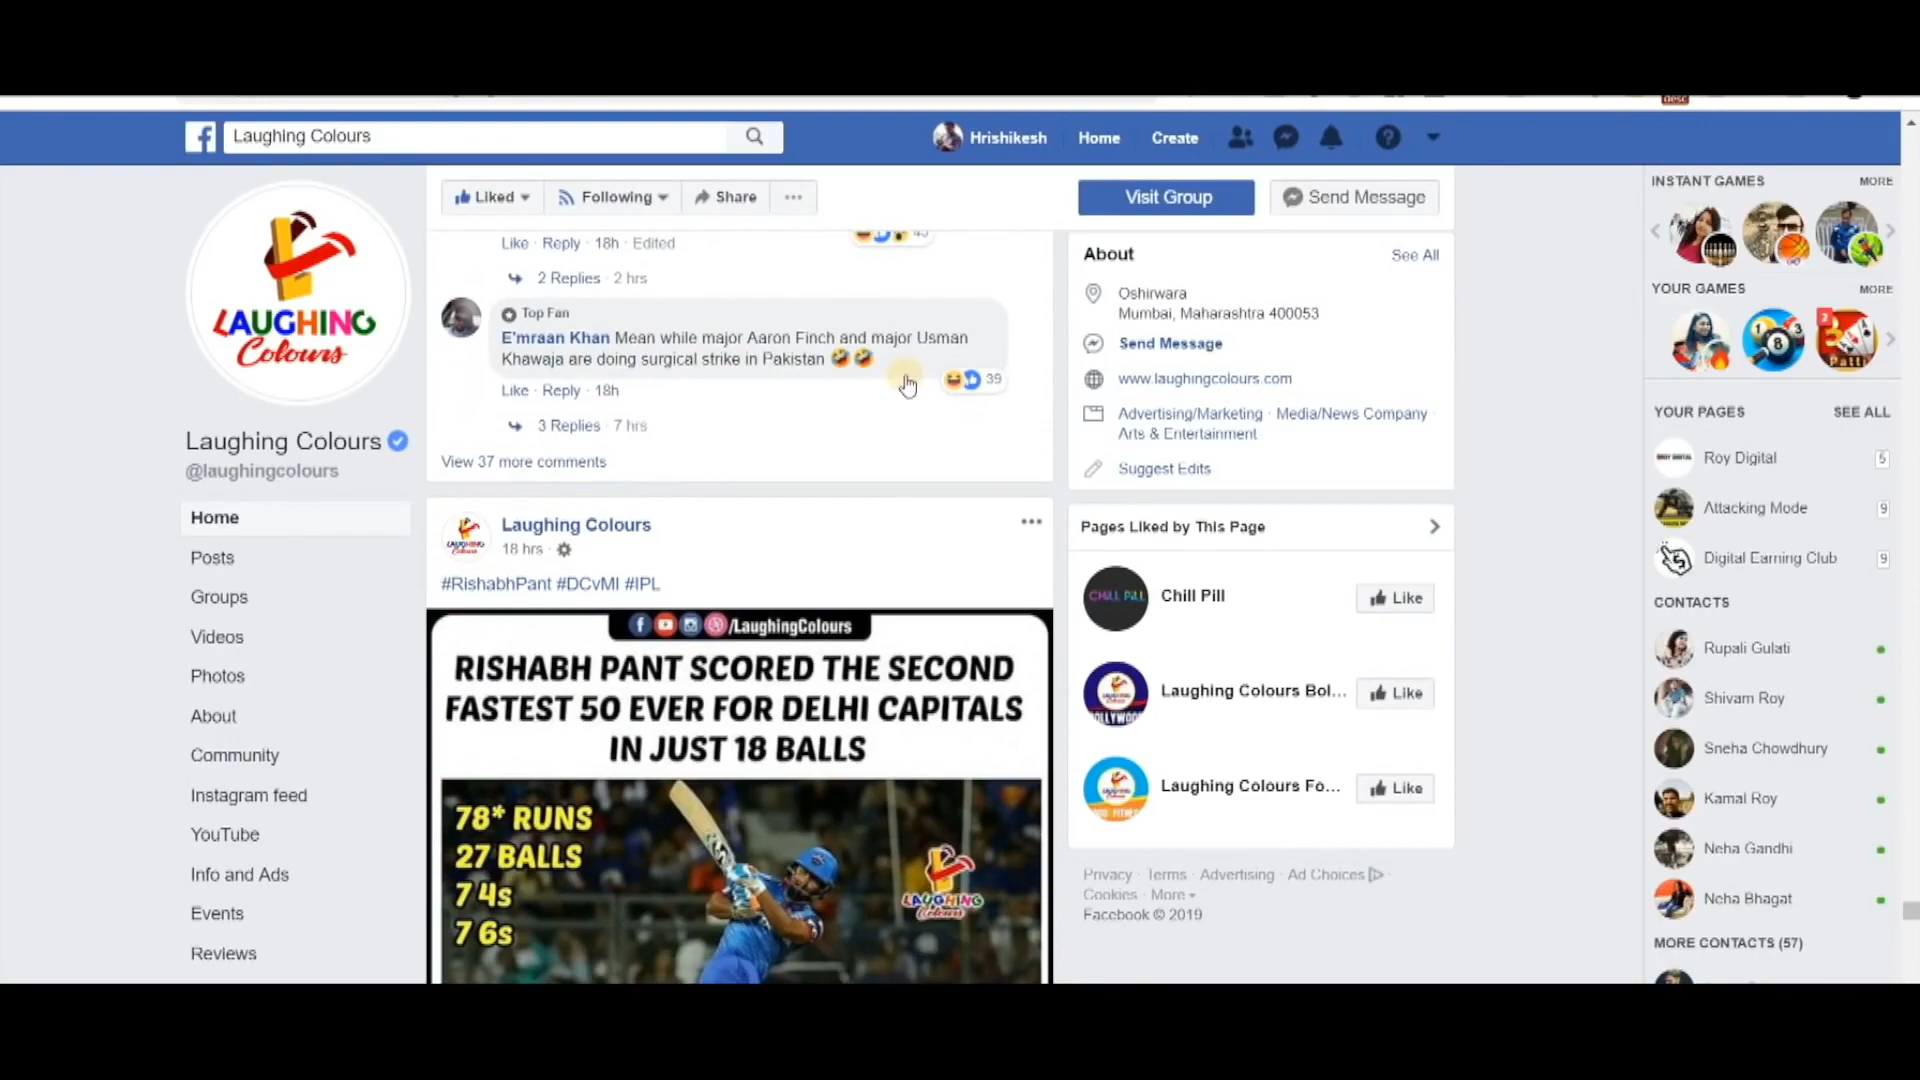 Laughing Colours
Hrishikesh
Home
Create
Liked
Following
Share
Visit Group
Send Message
LAUGHING
Colours
Laughing Colours
@laughingcolours
Home
Posts
Groups
Videos
Photos
About
Community
Instagram feed
YouTube
Info and Ads
Events
Reviews
Like · Reply · 18h · Edited
2 Replies · 2 hrs
Top Fan
E'mraan Khan Mean while major Aaron Finch and major Usman
Khawaja are doing surgical strike in Pakistan 🤣🤣
39
Like · Reply · 18h
3 Replies · 7 hrs
View 37 more comments
Laughing Colours
18 hrs ·
#RishabhPant #DCvMI #IPL
/LaughingColours
RISHABH PANT SCORED THE SECOND
FASTEST 50 EVER FOR DELHI CAPITALS
IN JUST 18 BALLS
78* RUNS
27 BALLS
7 4s
7 6s
LAUGHING
Colours
About
See All
Oshirwara
Mumbai, Maharashtra 400053
Send Message
www.laughingcolours.com
Advertising/Marketing · Media/News Company ·
Arts & Entertainment
Suggest Edits
Pages Liked by This Page
CHILL PILL
Chill Pill
Like
Laughing Colours Bol...
Like
Laughing Colours Fo...
Like
Privacy · Terms · Advertising · Ad Choices ·
Cookies · More
Facebook © 2019
INSTANT GAMES
MORE
YOUR GAMES
MORE
2
8
YOUR PAGES
SEE ALL
Roy Digital
5
Attacking Mode
9
Digital Earning Club
9
CONTACTS
Rupali Gulati
Shivam Roy
Sneha Chowdhury
Kamal Roy
Neha Gandhi
Neha Bhagat
MORE CONTACTS (57)